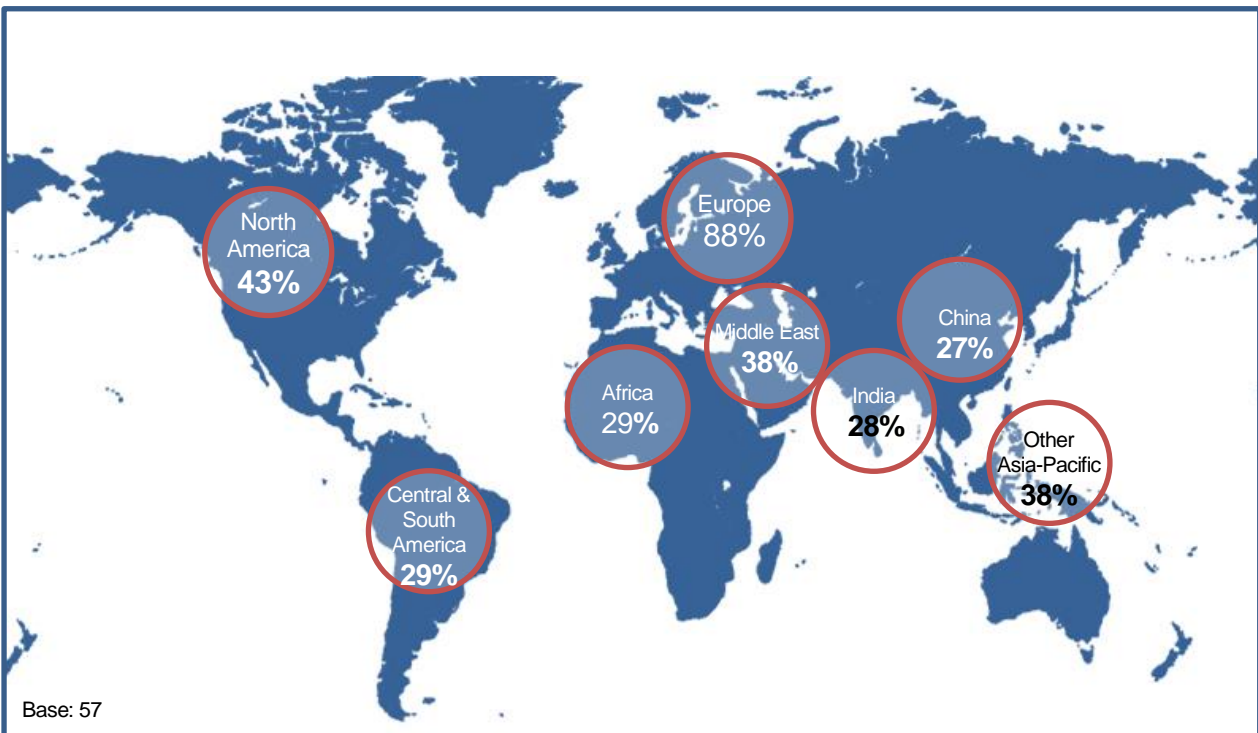 North
America
43%
Europe
88%
Middle East
38%
China
27%
Africa
29%
India
28%
Other
Asia-Pacific
38%
Central &
South
America
29%
Base: 57